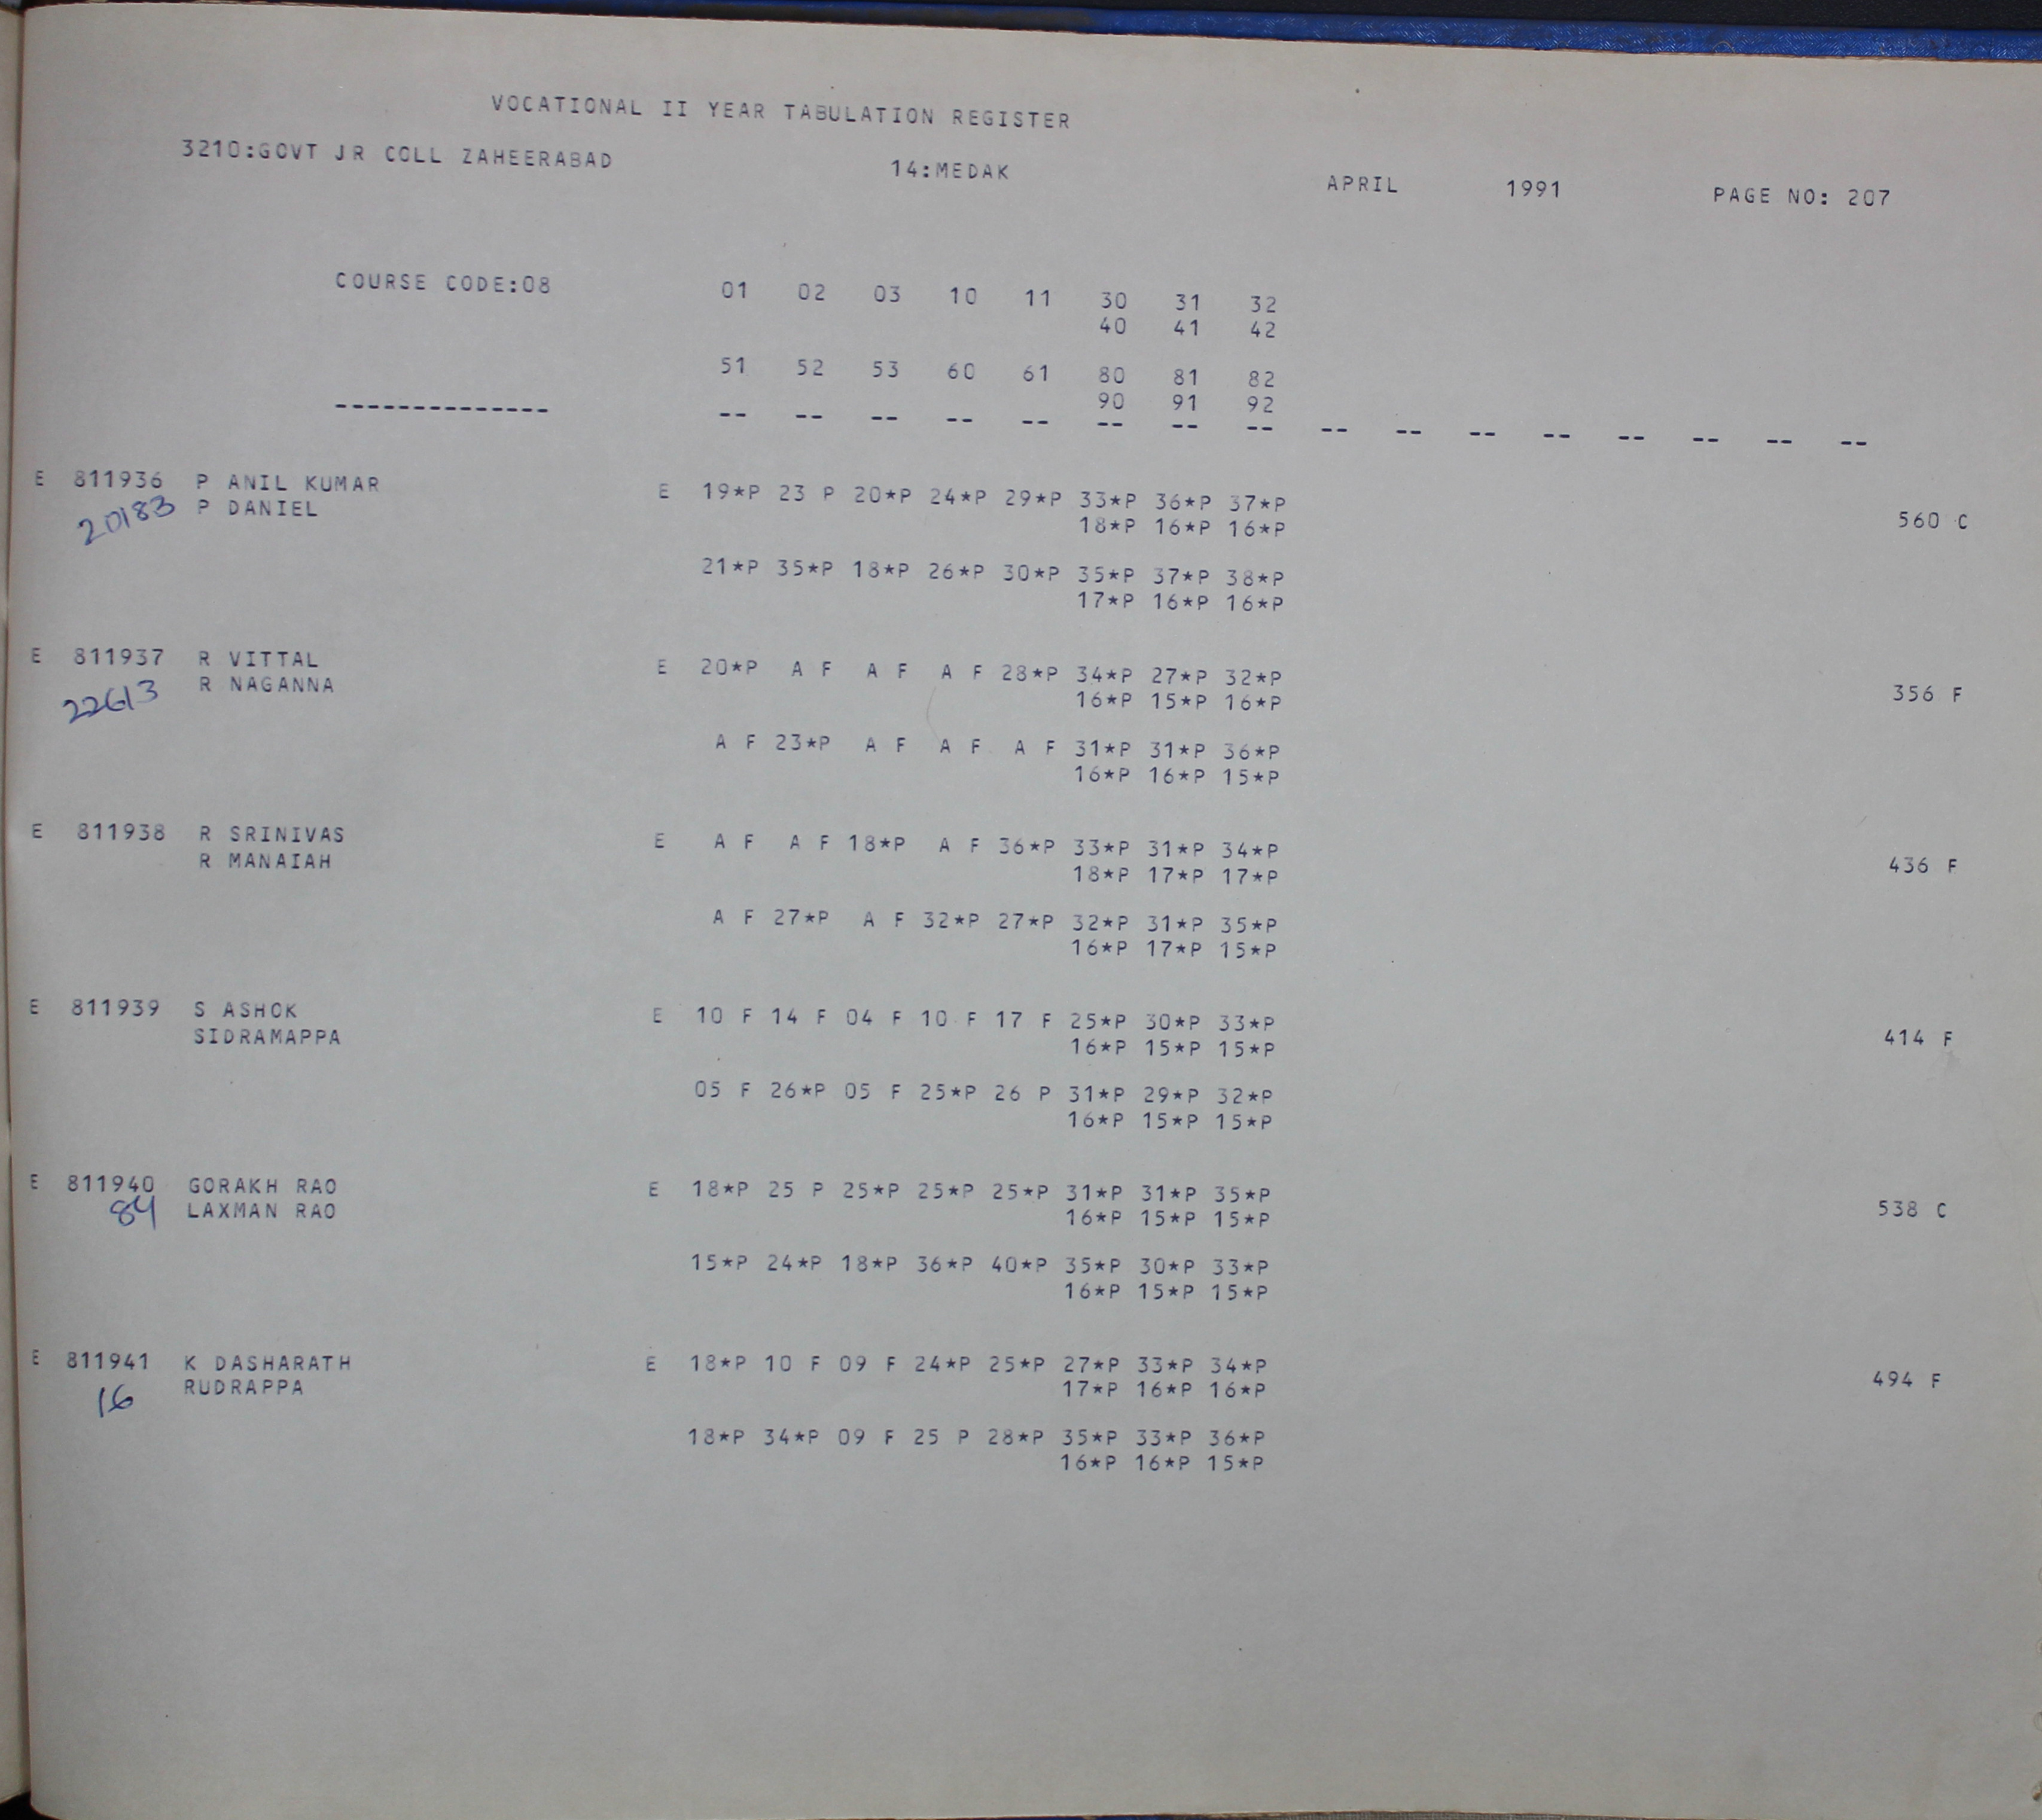 VOCATIONAL II YEAR TABULATION REGISTER
3210:GOVT JR COLL ZAHEERABAD 14:MEDAK APRIL 1991 PAGE NO: 207
COURSE CODE:08 01 02 03 10 11 30 31 32
40 41 42
51 52 53 60 61 80 81 82
90 91 92
-------------- -- -- -- -- -- -- -- -- -- -- -- -- -- -- -- --
E 811936 P ANIL KUMAR E 19*P 23 P 20*P 24*P 29*P 33*P 36*P 37*P
20183 P DANIEL 18*P 16*P 16*P 560 C
21*P 35*P 18*P 26*P 30*P 35*P 37*P 38*P
17*P 16*P 16*P
E 811937 R VITTAL E 20*P A F A F A F 28*P 34*P 27*P 32*P
22613 R NAGANNA 16*P 15*P 16*P 356 F
A F 23*P A F A F A F 31*P 31*P 36*P
16*P 16*P 15*P
E 811938 R SRINIVAS E A F A F 18*P A F 36*P 33*P 31*P 34*P
R MANAIAH 18*P 17*P 17*P 436 F
A F 27*P A F 32*P 27*P 32*P 31*P 35*P
16*P 17*P 15*P
E 811939 S ASHOK E 10 F 14 F 04 F 10 F 17 F 25*P 30*P 33*P
SIDRAMAPPA 16*P 15*P 15*P 414 F
05 F 26*P 05 F 25*P 26 P 31*P 29*P 32*P
16*P 15*P 15*P
E 811940 GORAKH RAO E 18*P 25 P 25*P 25*P 25*P 31*P 31*P 35*P
84 LAXMAN RAO 16*P 15*P 15*P 538 C
15*P 24*P 18*P 36*P 40*P 35*P 30*P 33*P
16*P 15*P 15*P
E 811941 K DASHARATH E 18*P 10 F 09 F 24*P 25*P 27*P 33*P 34*P
16 RUDRAPPA 17*P 16*P 16*P 494 F
18*P 34*P 09 F 25 P 28*P 35*P 33*P 36*P
16*P 16*P 15*P